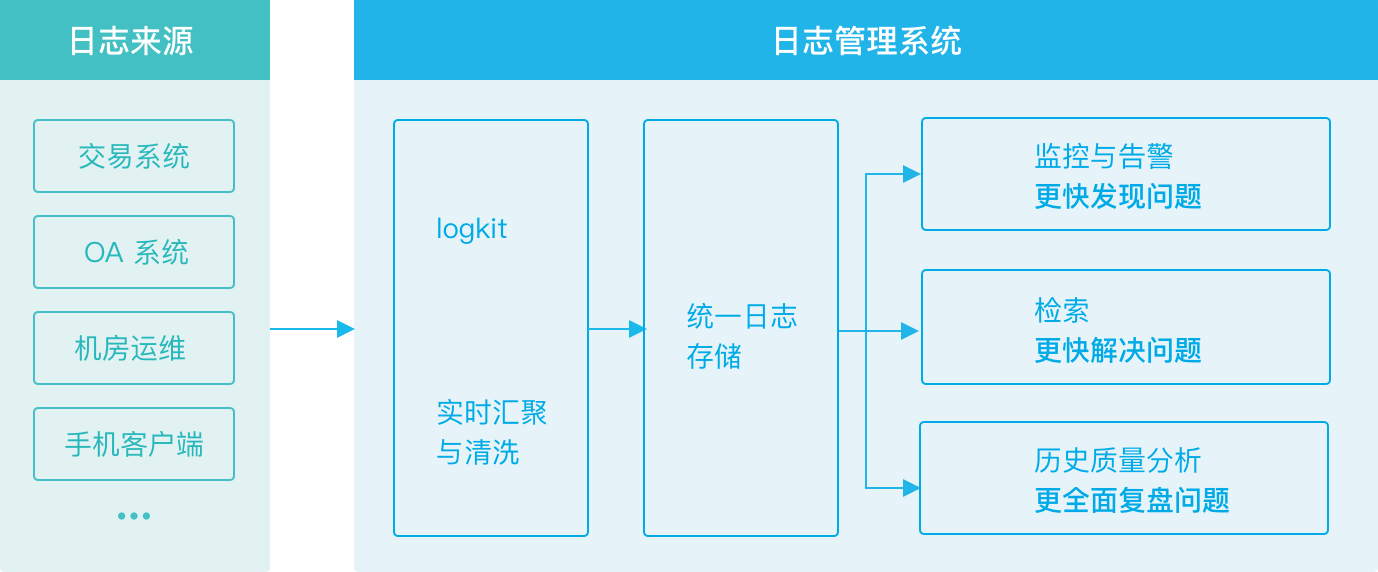 日志来源
交易系统
OA 系统
机房运维
手机客户端
•••
日志管理系统
logkit
实时汇聚
与清洗
统一日志
存储
监控与告警
更快发现问题
检索
更快解决问题
历史质量分析
更全面复盘问题